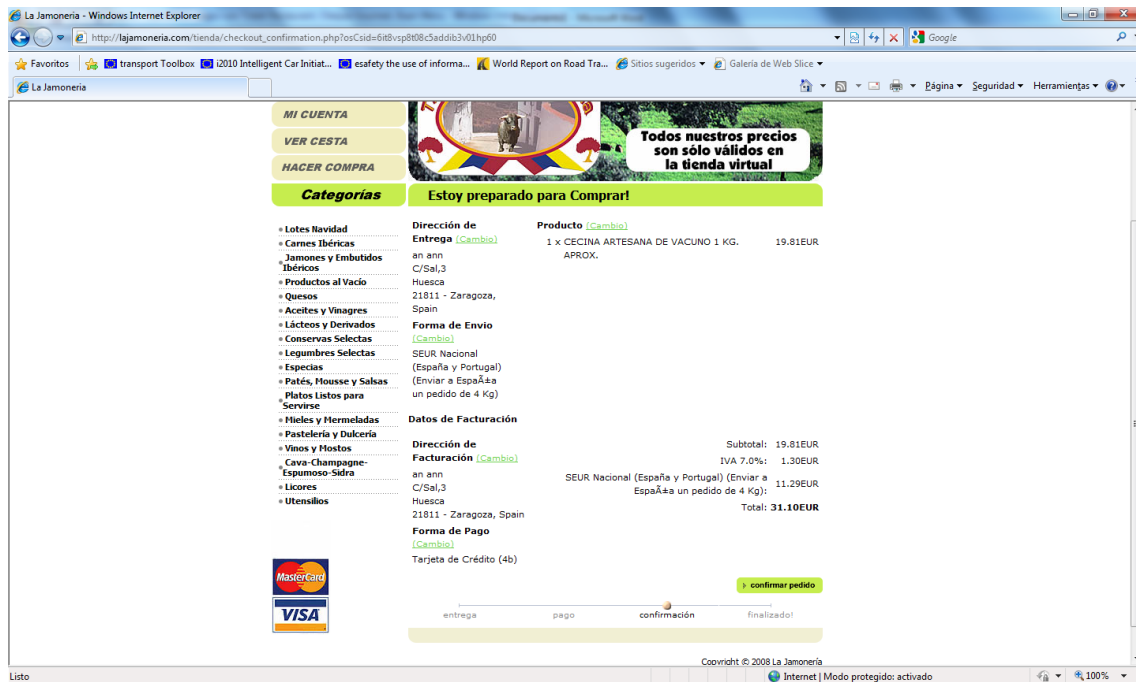 La Jamoneria - Windows Internet Explorer
http://lajamoneria.com/tienda/checkout_confirmation.php?osCsid=6it8vsp8t08c5addib3v01hp60
Google
Favoritos
transport Toolbox
i2010 Intelligent Car Initiat...
esafety the use of informa...
World Report on Road Tra...
Sitios sugeridos
Galería de Web Slice
La Jamoneria
Página
Seguridad
Herramientas
MI CUENTA
VER CESTA
HACER COMPRA
Todos nuestros precios
son sólo válidos en
la tienda virtual
Categorías
Estoy preparado para Comprar!
Lotes Navidad
Carnes Ibéricas
Jamones y Embutidos
Ibéricos
Productos al Vacío
Quesos
Aceites y Vinagres
Lácteos y Derivados
Conservas Selectas
Legumbres Selectas
Especias
Patés, Mousse y Salsas
Platos Listos para
Servirse
Mieles y Mermeladas
Pastelería y Dulcería
Vinos y Mostos
Cava-Champagne-
Espumoso-Sidra
Licores
Utensilios
MasterCard
VISA
Dirección de
Entrega (Cambio)
an ann
C/Sal,3
Huesca
21811 - Zaragoza,
Spain
Forma de Envio
(Cambio)
SEUR Nacional
(España y Portugal)
(Enviar a EspaÃ±a
un pedido de 4 Kg)
Producto (Cambio)
1 x CECINA ARTESANA DE VACUNO 1 KG. 19.81EUR
APROX.
Datos de Facturación
Dirección de
Facturación (Cambio)
an ann
C/Sal,3
Huesca
21811 - Zaragoza, Spain
Forma de Pago
(Cambio)
Tarjeta de Crédito (4b)
Subtotal: 19.81EUR
IVA 7.0%: 1.30EUR
SEUR Nacional (España y Portugal) (Enviar a
EspaÃ±a un pedido de 4 Kg): 11.29EUR
Total: 31.10EUR
confirmar pedido
entrega
pago
confirmación
finalizado!
Copyright © 2008 La Jamonería
Listo
Internet | Modo protegido: activado
100%